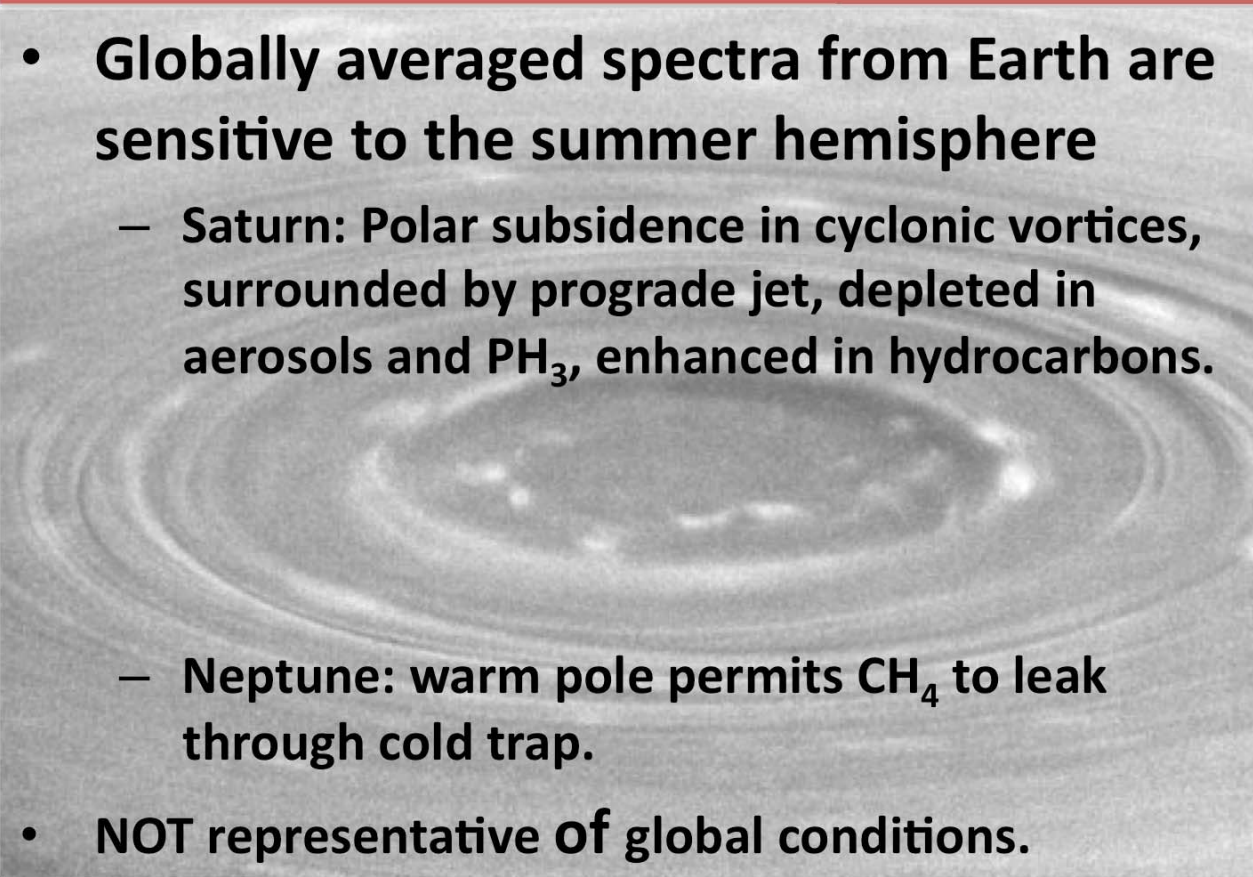 • Globally averaged spectra from Earth are
sensitive to the summer hemisphere
– Saturn: Polar subsidence in cyclonic vortices,
surrounded by prograde jet, depleted in
aerosols and PH₃, enhanced in hydrocarbons.
– Neptune: warm pole permits CH₄ to leak
through cold trap.
• NOT representative of global conditions.